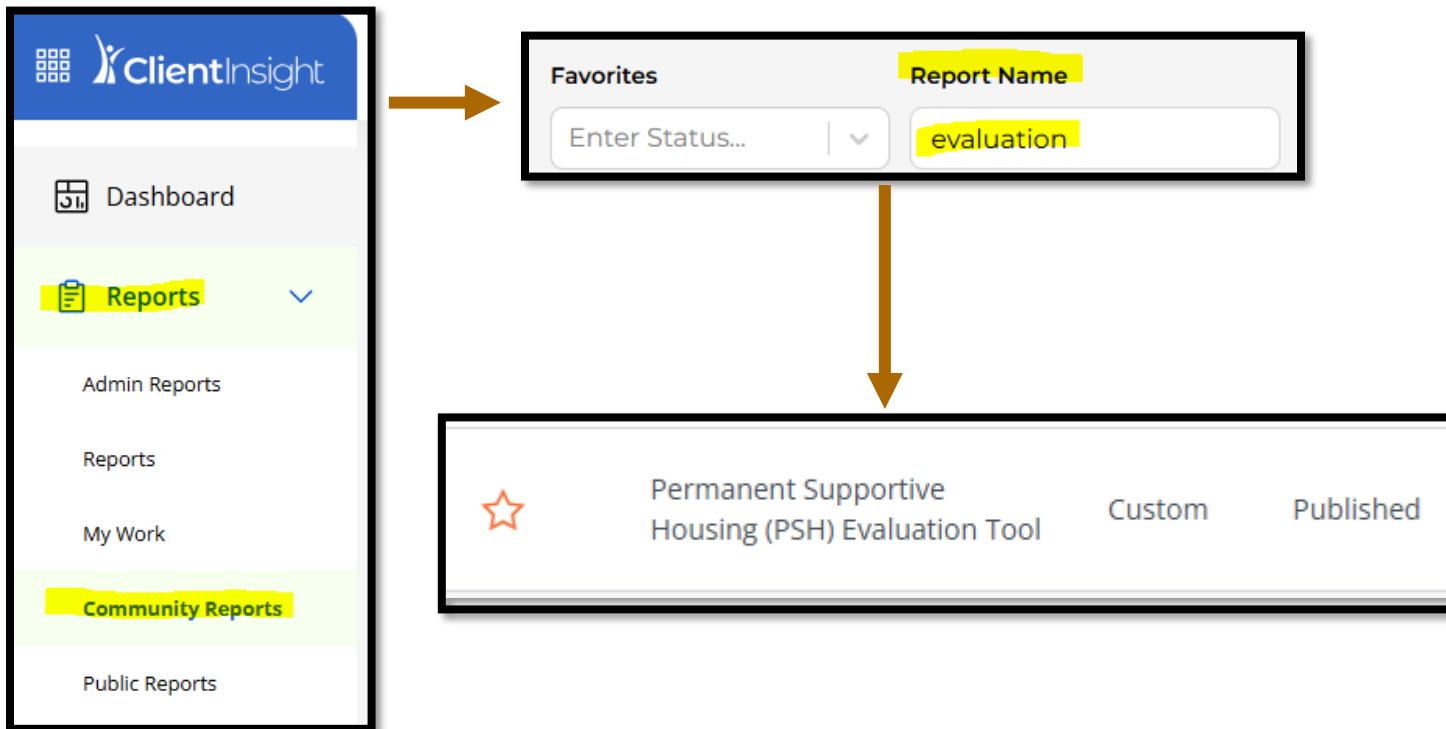 ClientInsight
Dashboard
Reports
Admin Reports
Reports
My Work
Community Reports
Public Reports
Favorites
Report Name
Enter Status...
evaluation
Permanent Supportive
Housing (PSH) Evaluation Tool
Custom
Published